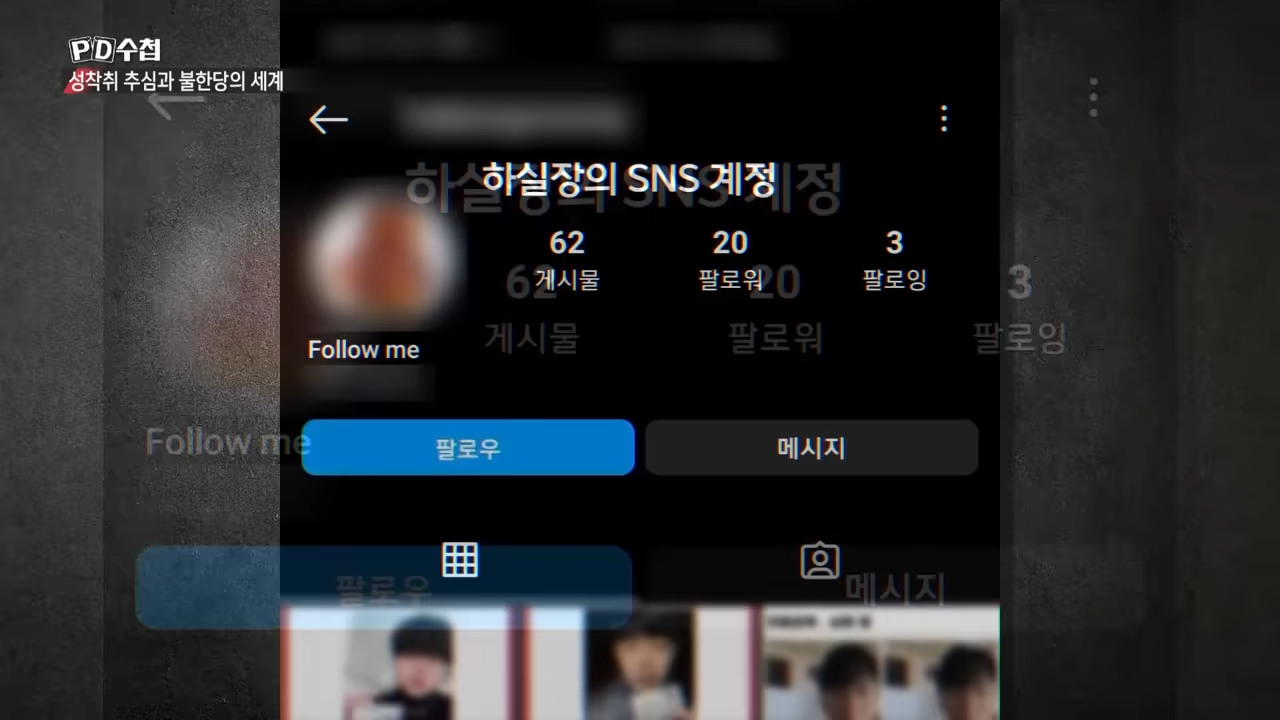 PD수첩
성착취 추심과 불한당의 세계
하실장의 SNS 계정
62 20 3
게시물 팔로워 팔로잉
Follow me
팔로우 메시지